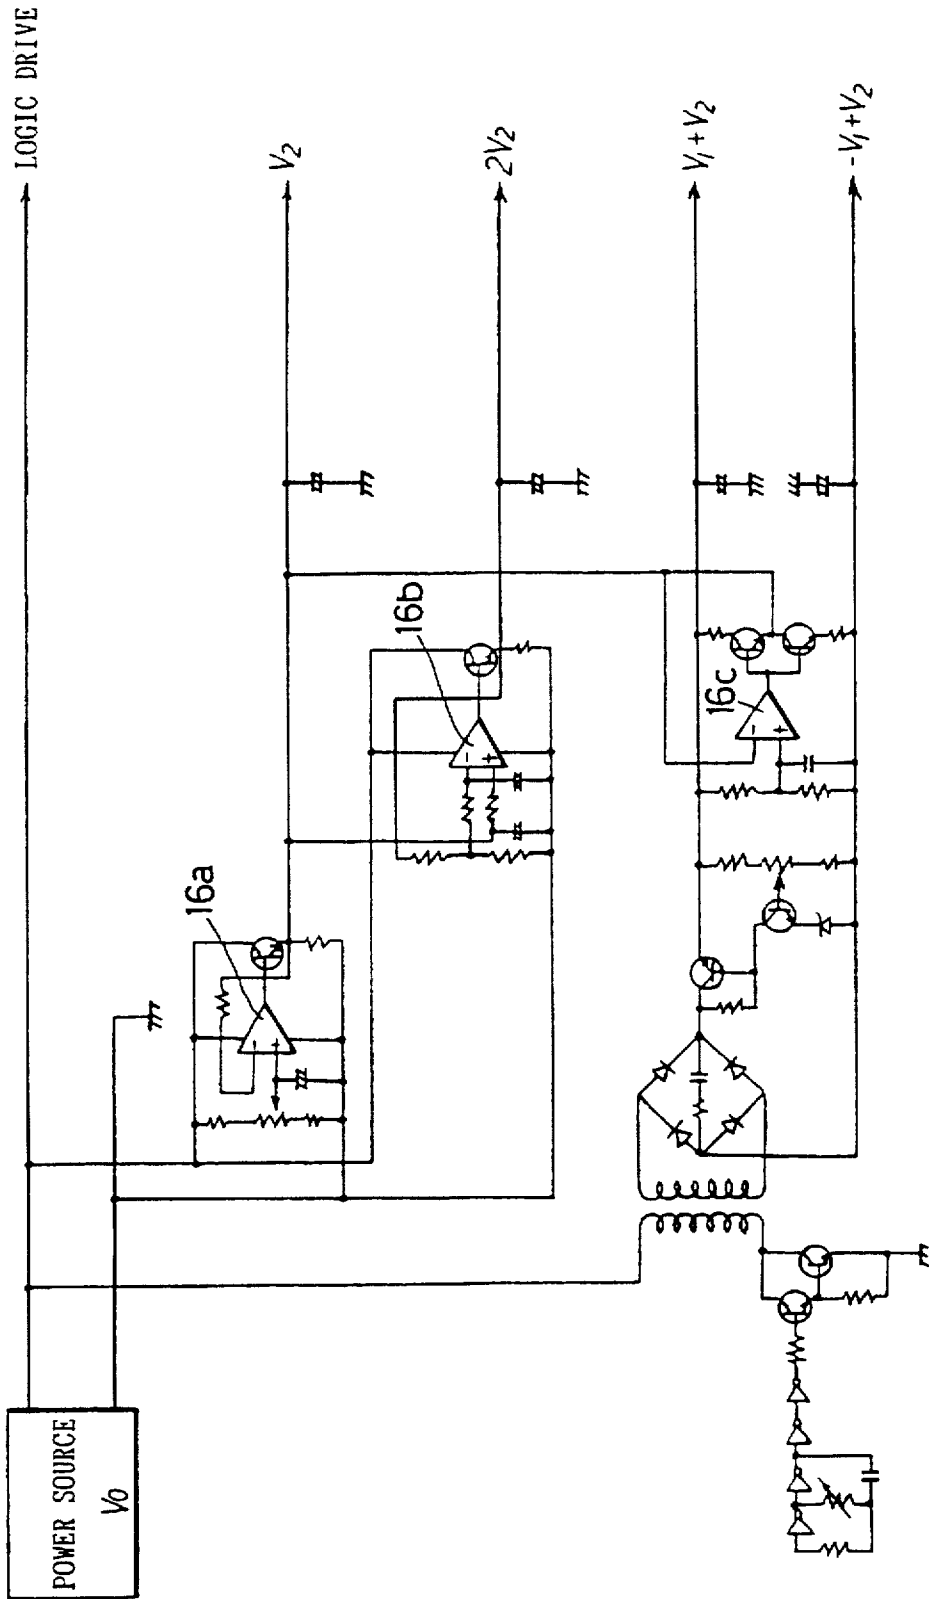 LOGIC DRIVE
V2
2V2
V1+V2
-V1+V2
16a
16b
16c
-
+
-
+
-
+
POWER SOURCE
V0